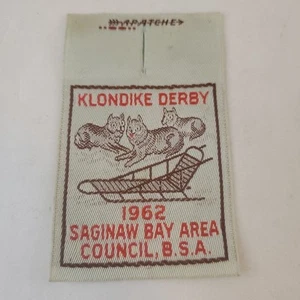 KLONDIKE DERBY
1962
SAGINAW BAY AREA
COUNCIL, B.S.A.